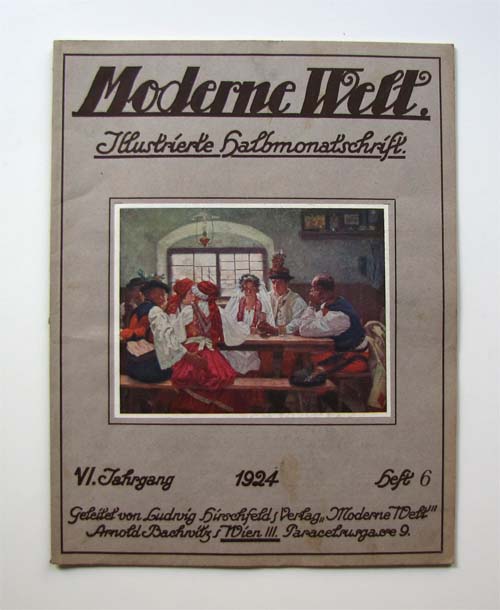 Moderne Welt.
Illustrierte Halbmonatschrift.
VI. Jahrgang 1924 Heft 6
Geleitet von Ludwig Hirschfeld / Verlag „Moderne Welt"
Arnold Bachwitz / Wien III. Paracelsusgasse 9.